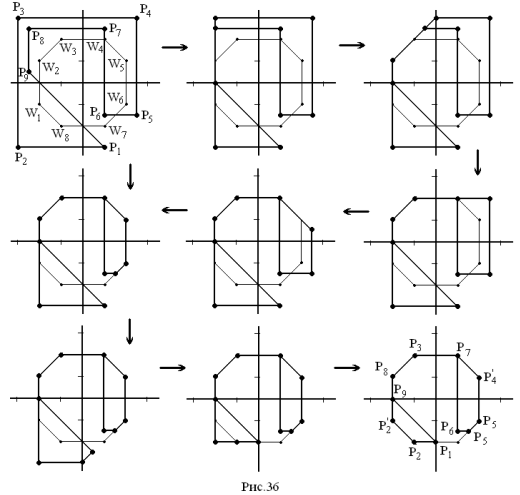 P3 P4
P8 P7
W3 W4
P9 W2 W5
W1 P6 W6 P5
W8 W7
P2 P1
P3 P7
P8 P'4
P9
P'2 P6 P5
P2 P1 P5
Рис.36